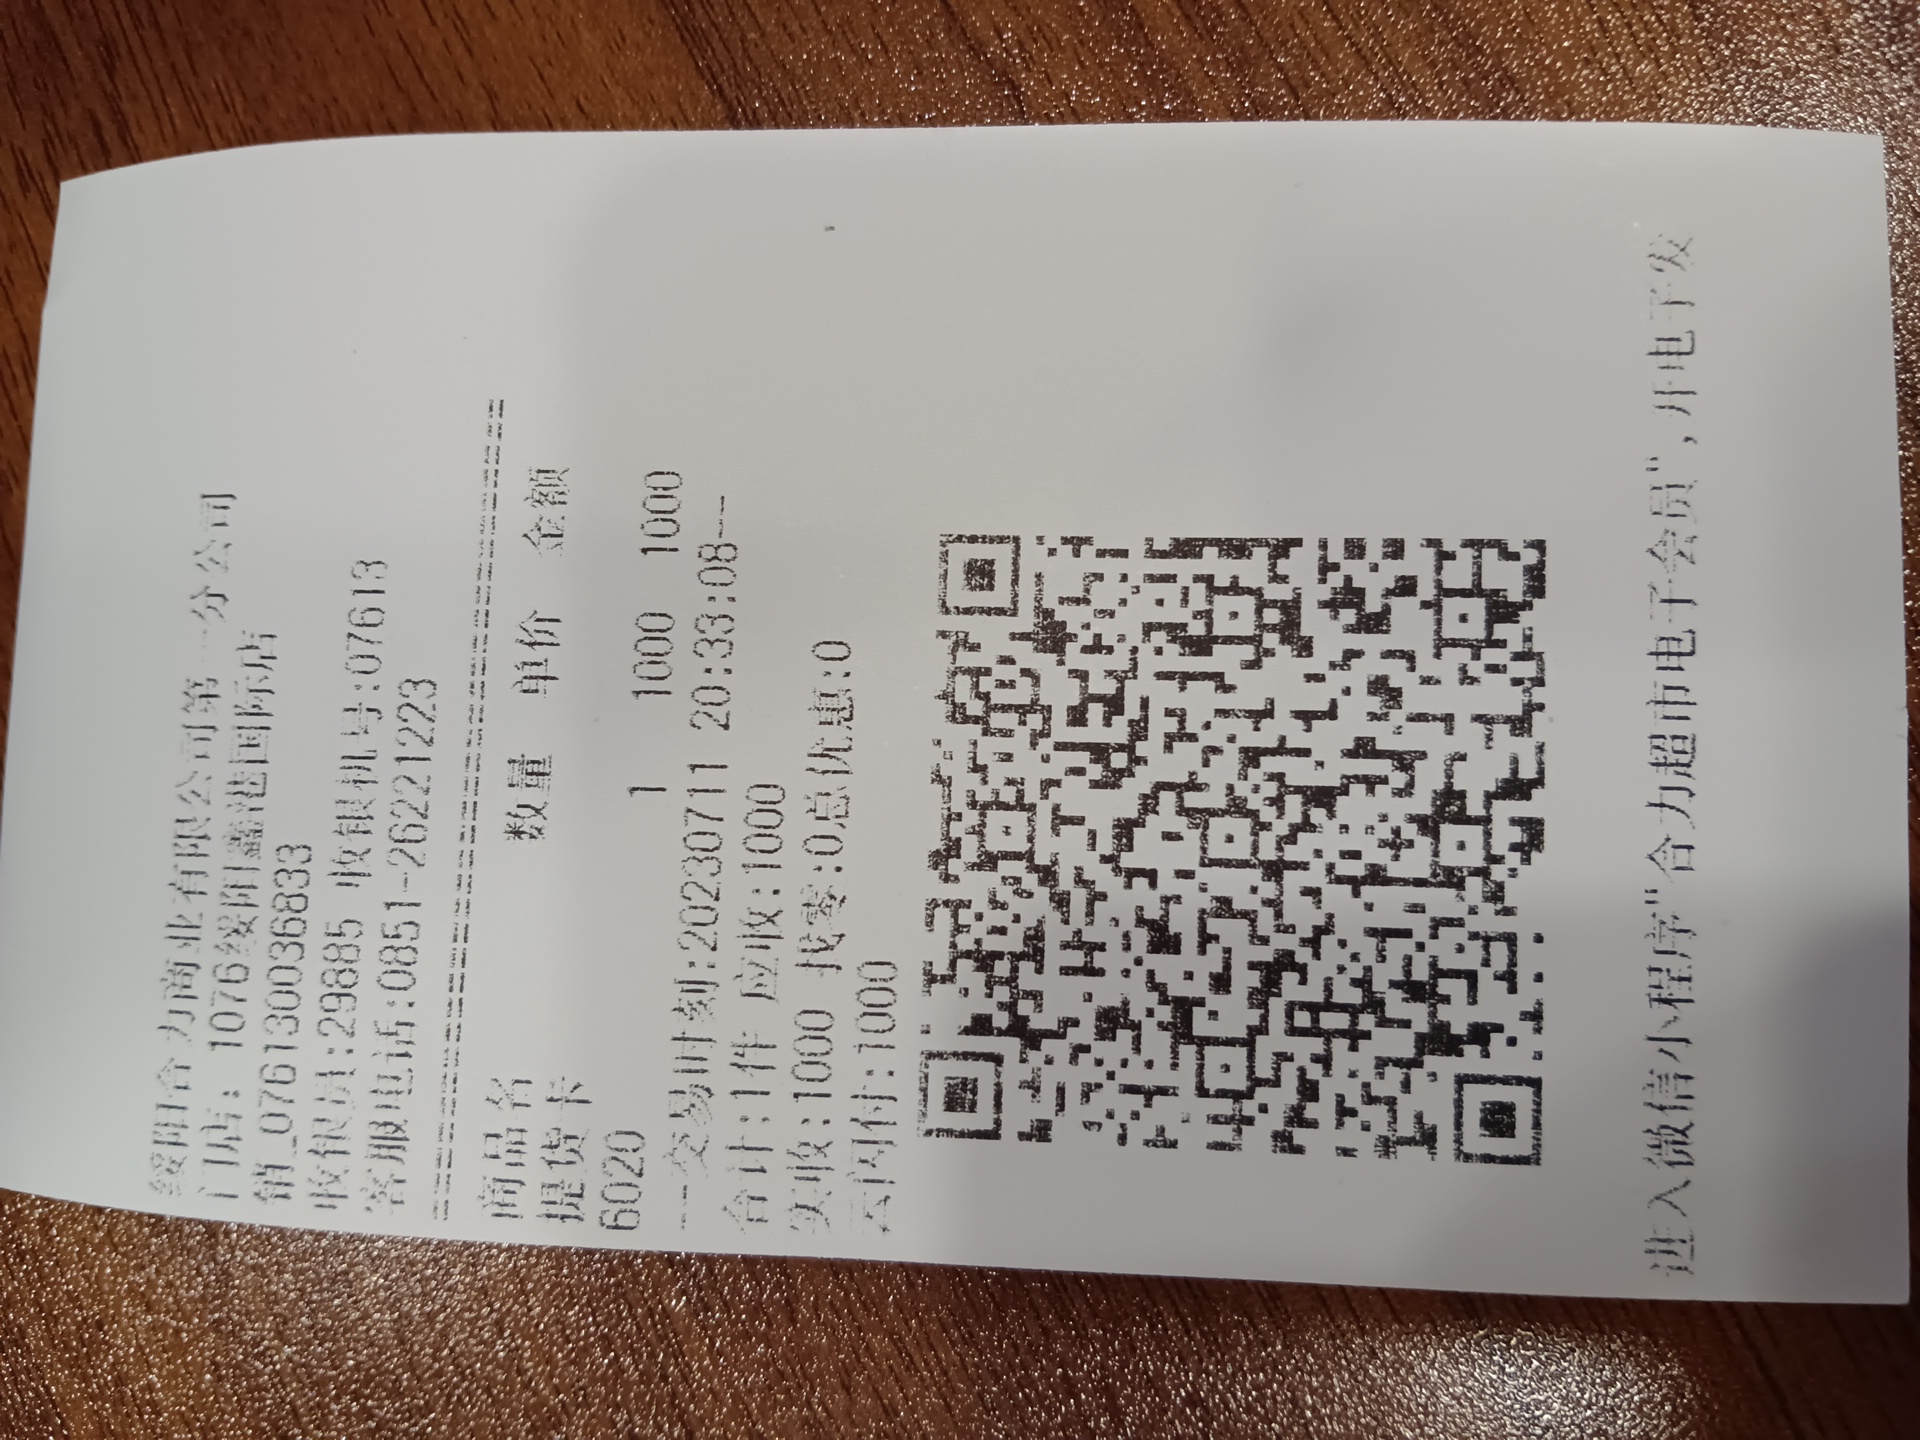 绥阳合力商业有限公司第一分公司
门店: 1076绥阳鑫港国际店
销_076130036833
收银员:29885 收银机号:07613
客服电话:0851-26221223
商品名 数量 单价 金额
提货卡
6020 1 1000 1000
--交易时刻:20230711 20:33:08--
合计:1件 应收:1000
实收:1000 找零:0总优惠:0
云闪付:1000
进入微信小程序"合力超市电子会员",开电子发